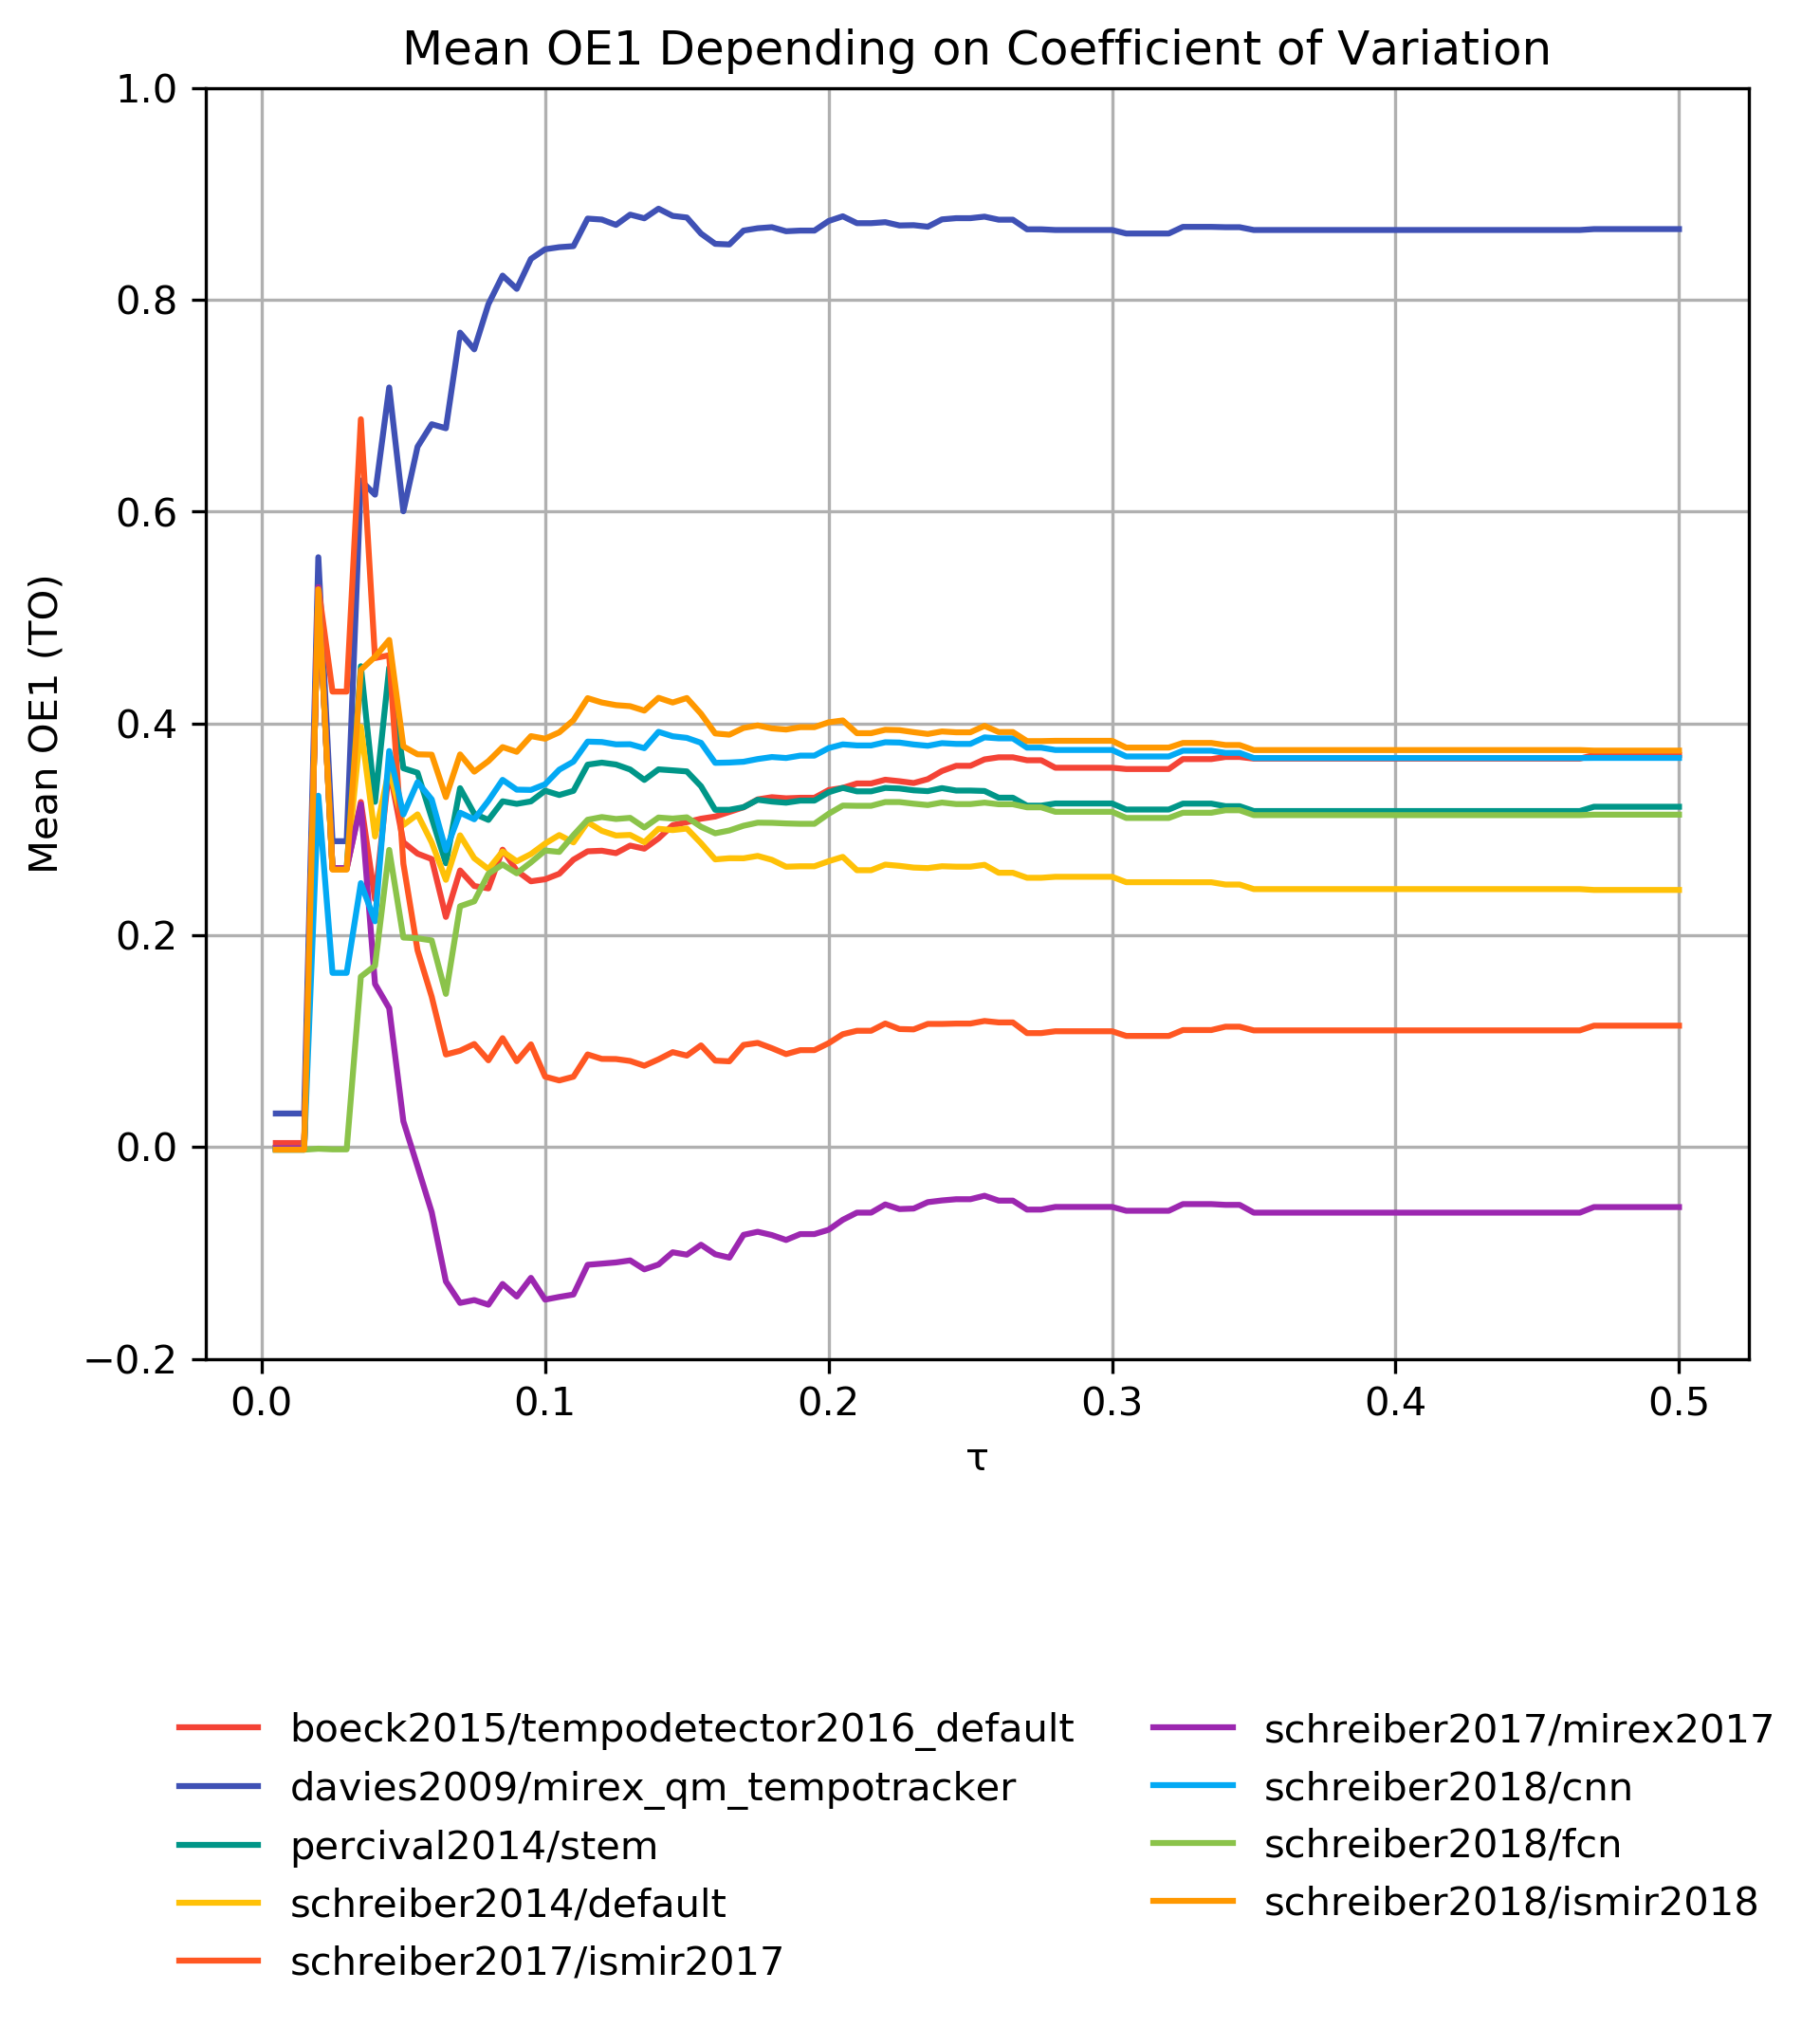 Mean OE1 Depending on Coefficient of Variation
1.0
0.8
0.6
0.4
0.2
0.0
−0.2
Mean OE1 (TO)
0.0 0.1 0.2 0.3 0.4 0.5
τ
boeck2015/tempodetector2016_default
davies2009/mirex_qm_tempotracker
percival2014/stem
schreiber2014/default
schreiber2017/ismir2017
schreiber2017/mirex2017
schreiber2018/cnn
schreiber2018/fcn
schreiber2018/ismir2018